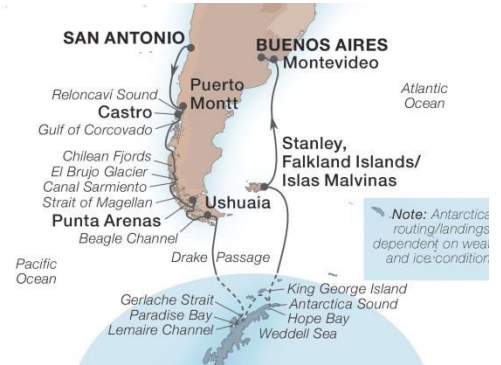 SAN ANTONIO
BUENOS AIRES
Montevideo
Reloncaví Sound
Puerto
Montt
Castro
Gulf of Corcovado
Atlantic
Ocean
Chilean Fjords
El Brujo Glacier
Canal Sarmiento
Strait of Magellan
Punta Arenas
Beagle Channel
Ushuaia
Stanley,
Falkland Islands/
Islas Malvinas
Note: Antarctica
routing/landings
dependent on
and ice
Drake Passage
Pacific
Ocean
Gerlache Strait
Paradise Bay
Lemaire Channel
King George Island
Antarctica Sound
Hope Bay
Weddell Sea